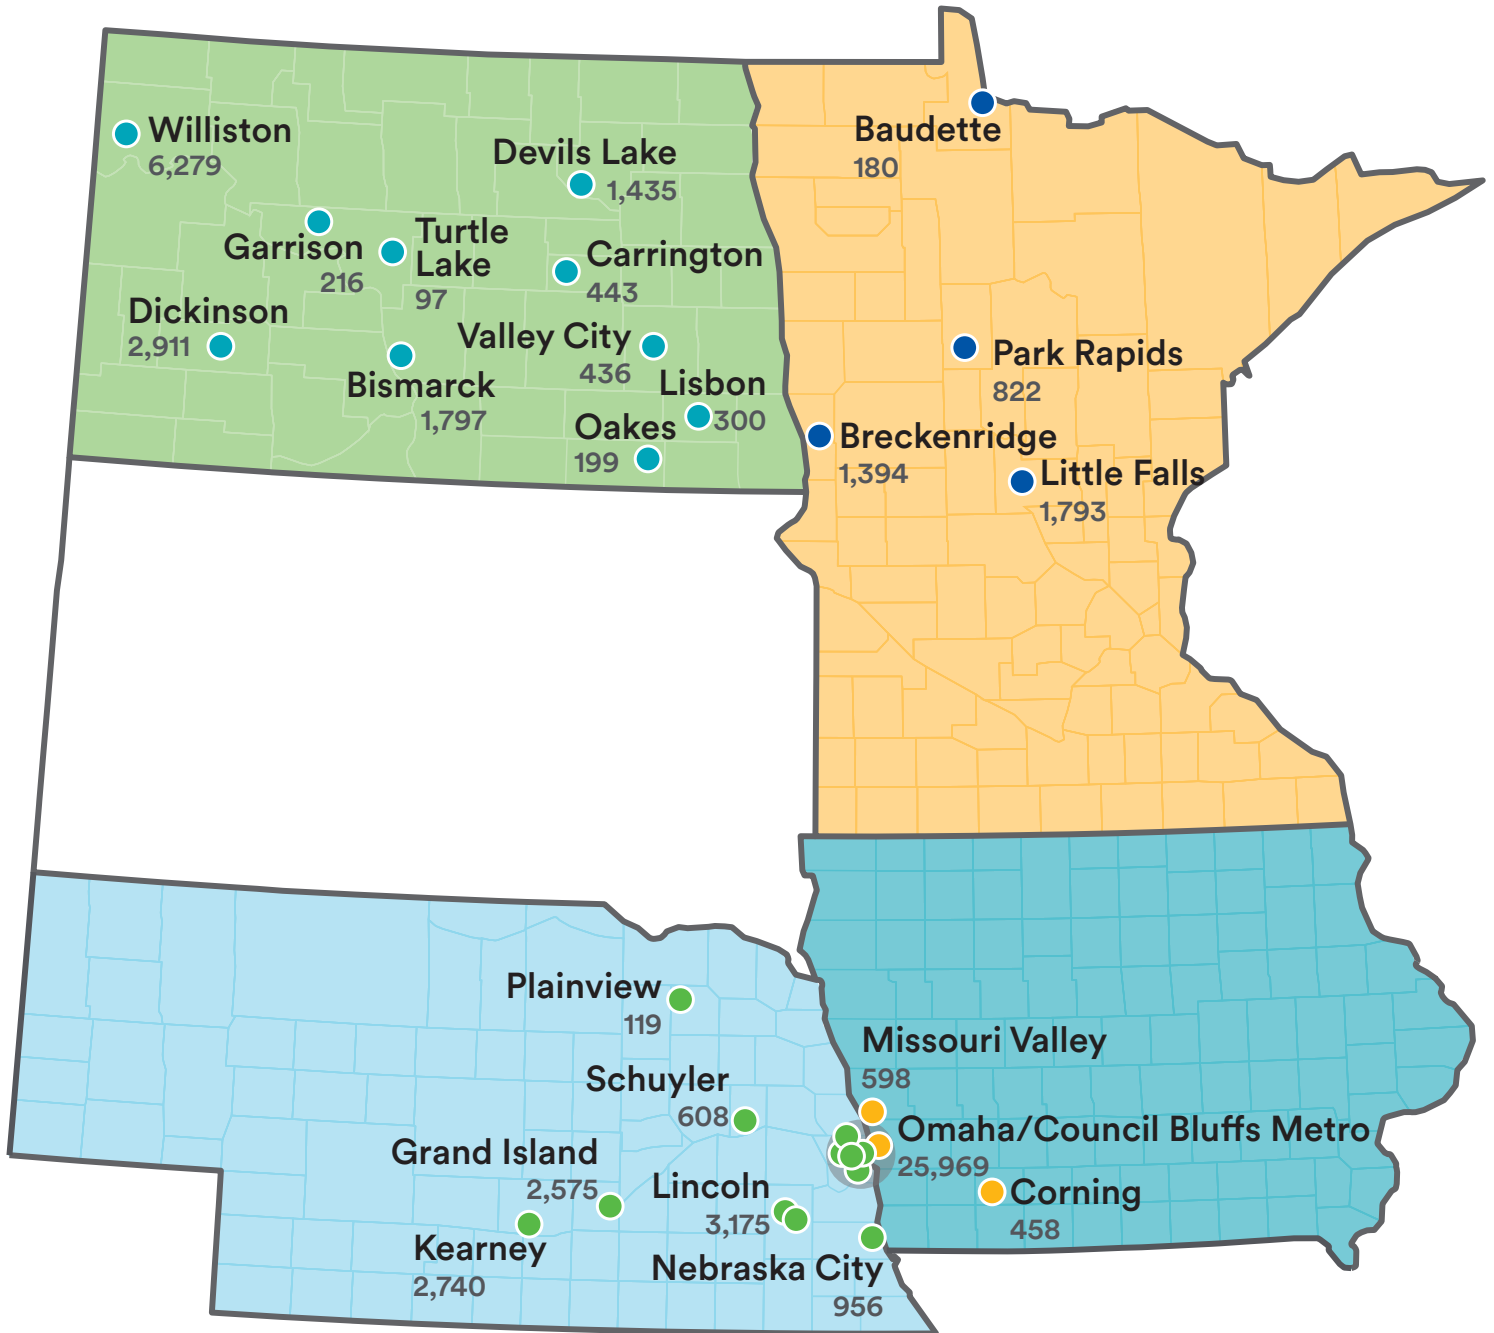 Williston
6,279
Devils Lake
1,435
Garrison
216
Turtle
Lake
97
Carrington
443
Dickinson
2,911
Bismarck
1,797
Valley City
436
Lisbon
300
Oakes
199
Baudette
180
Park Rapids
822
Breckenridge
1,394
Little Falls
1,793
Plainview
119
Schuyler
608
Grand Island
2,575
Kearney
2,740
Lincoln
3,175
Nebraska City
956
Missouri Valley
598
Omaha/Council Bluffs Metro
25,969
Corning
458